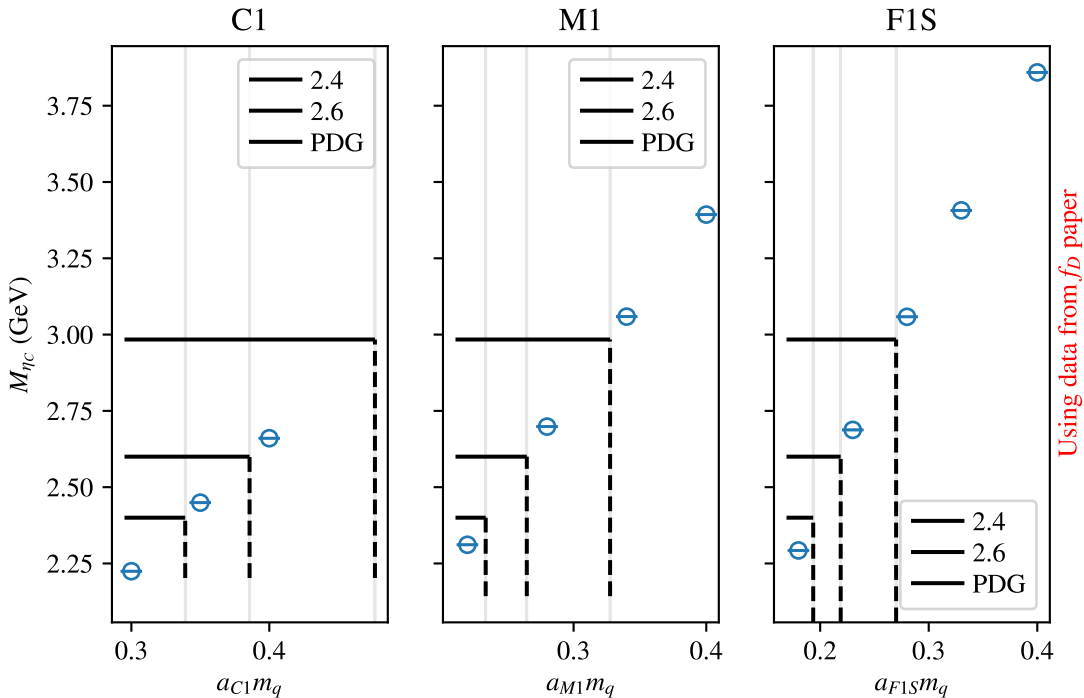 C1
M1
F1S
2.4
2.6
PDG
2.4
2.6
PDG
2.4
2.6
PDG
3.75
3.50
3.25
3.00
2.75
2.50
2.25
M_{η_C} (GeV)
0.3
0.4
0.3
0.4
0.2
0.3
0.4
a_{C1}m_q
a_{M1}m_q
a_{F1S}m_q
Using data from f_D paper